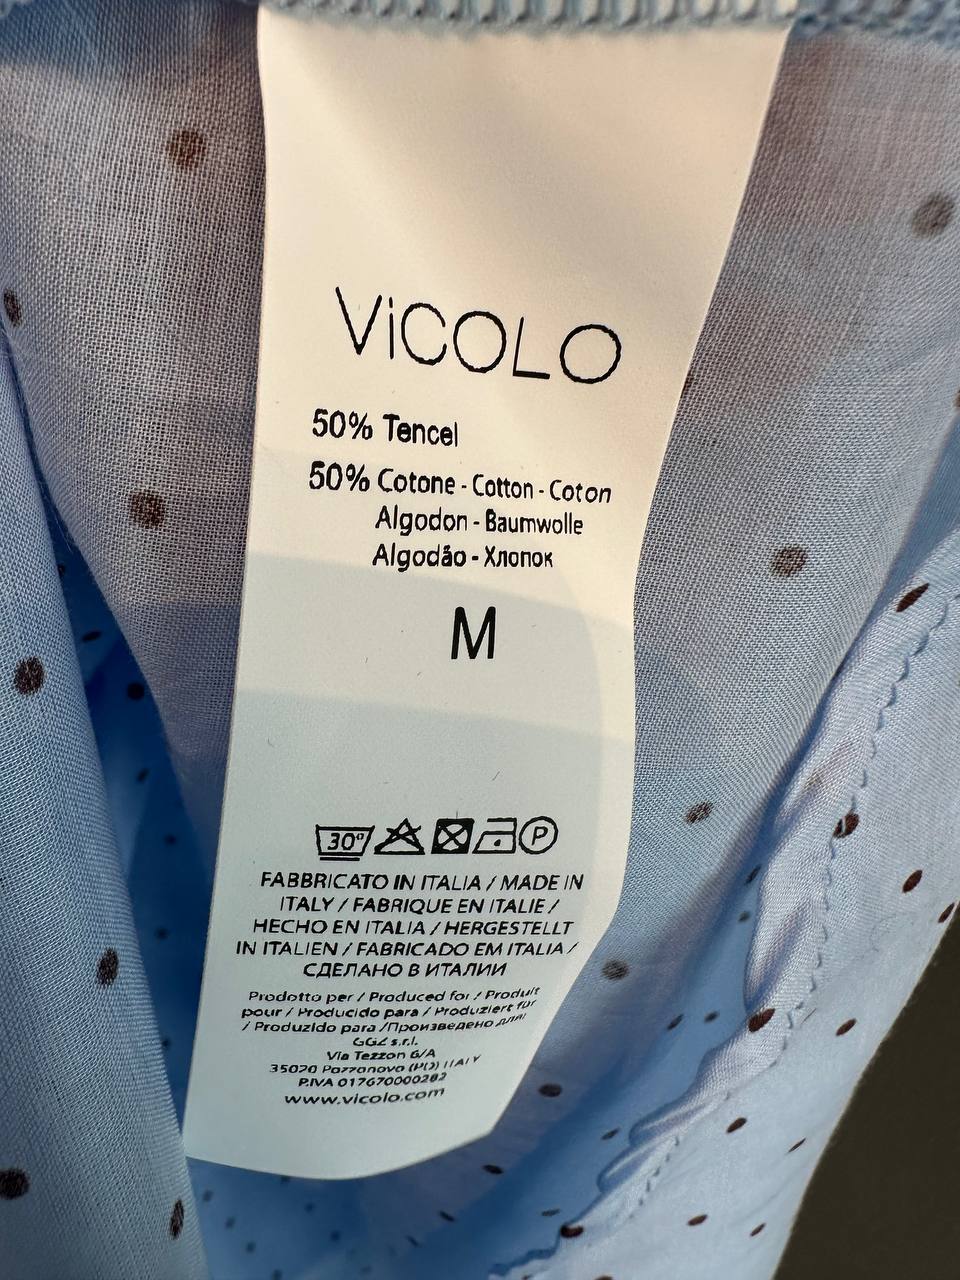 ViCOLO
50% Tencel
50% Cotone - Cotton - Coton
Algodon - Baumwolle
Algodão - Хлопок
M
30° P
FABBRICATO IN ITALIA / MADE IN
ITALY / FABRIQUE EN ITALIE /
HECHO EN ITALIA / HERGESTELLT
IN ITALIEN / FABRICADO EM ITALIA /
СДЕЛАНО В ИТАЛИИ
Prodotto per / Produced for / Produit
pour / Producido para / Produziert für
/ Produzido para /Произведено для/
GGZ s.r.l.
Via Tezzon 6/A
35020 Pozzonovo (PD) ITALY
P.IVA 017670000282
www.vicolo.com